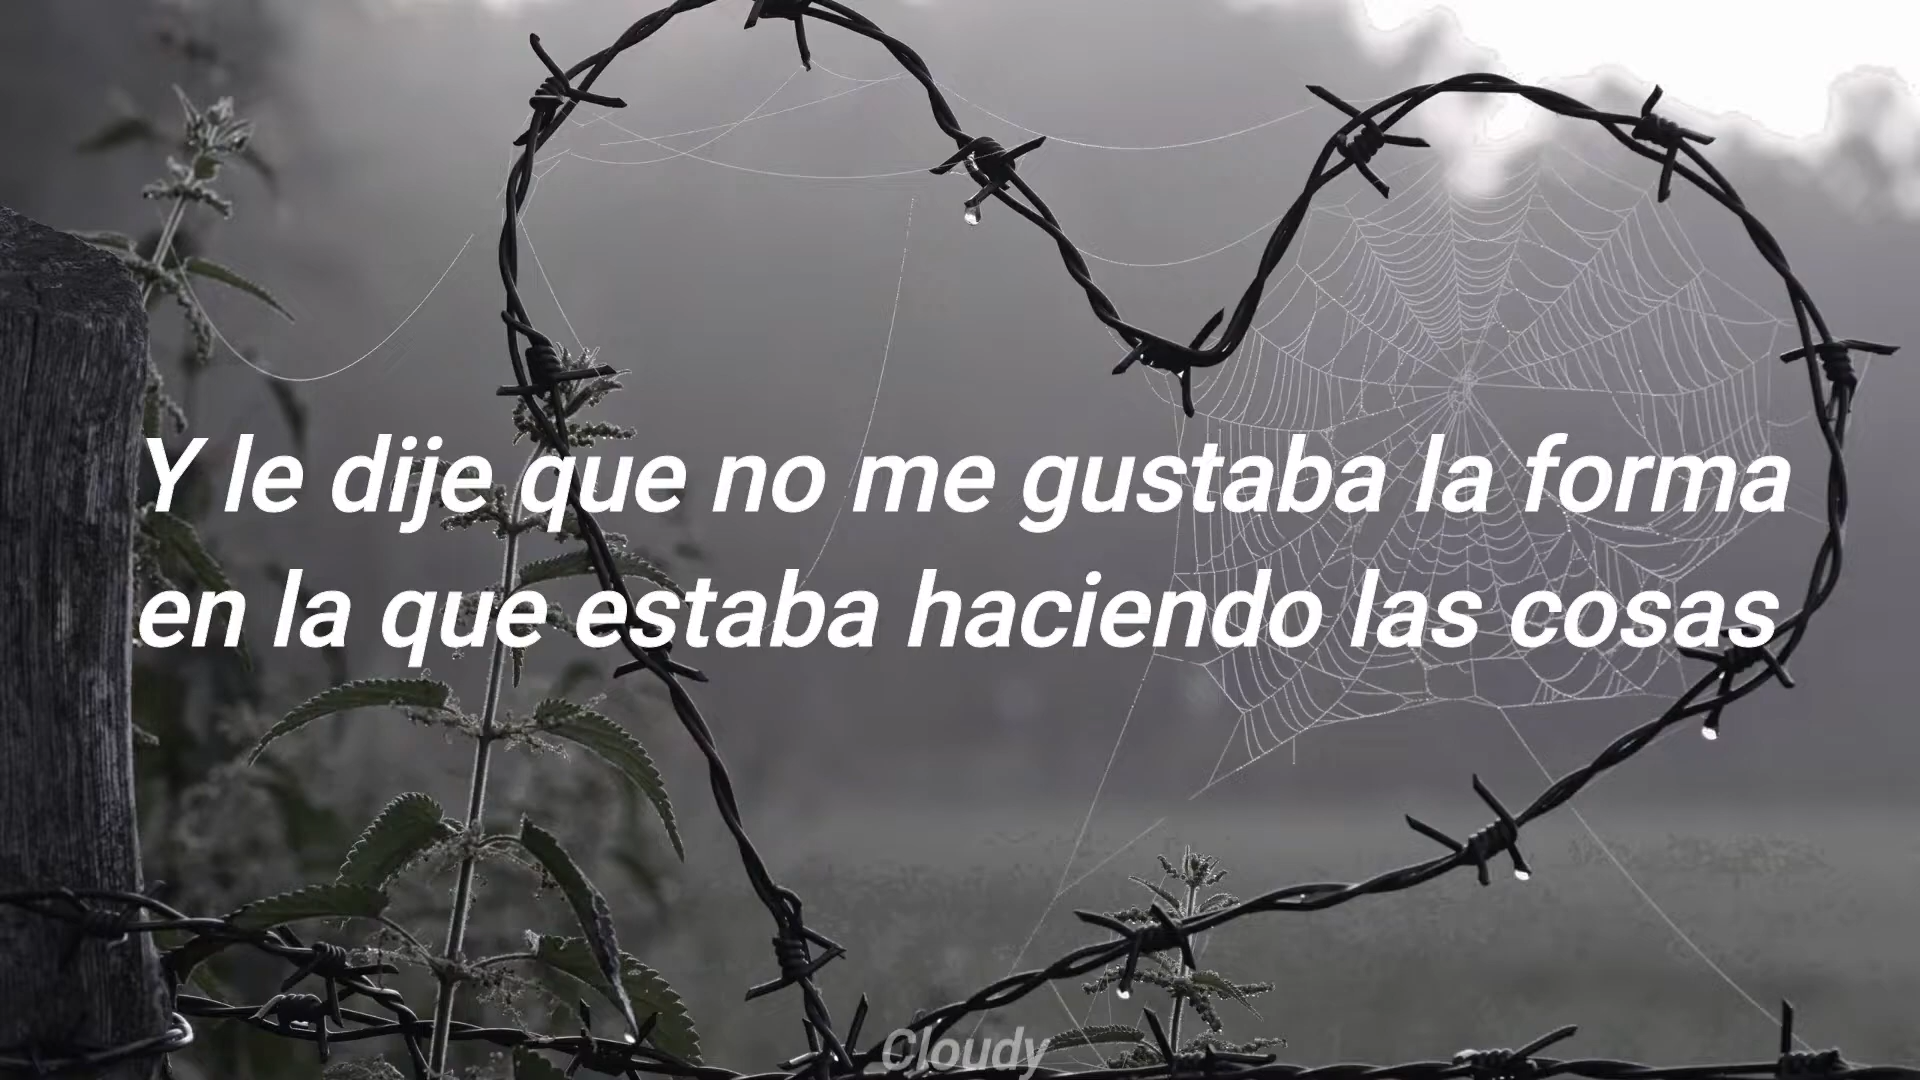 Y le dije que no me gustaba la forma
en la que estaba haciendo las cosas
Cloudy